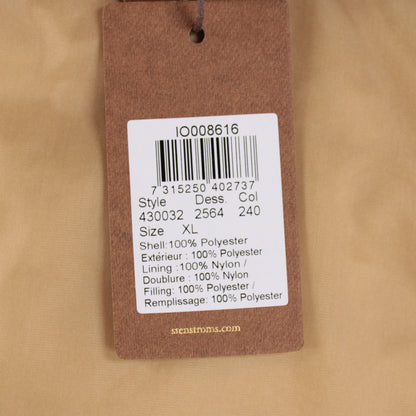 IO008616
7 315250 402737
Style Dess. Col
430032 2564 240
Size XL
Shell:100% Polyester
Extérieur : 100% Polyester
Lining :100% Nylon /
Doublure : 100% Nylon
Filling: 100% Polyester /
Remplissage: 100% Polyester
stenstroms.com